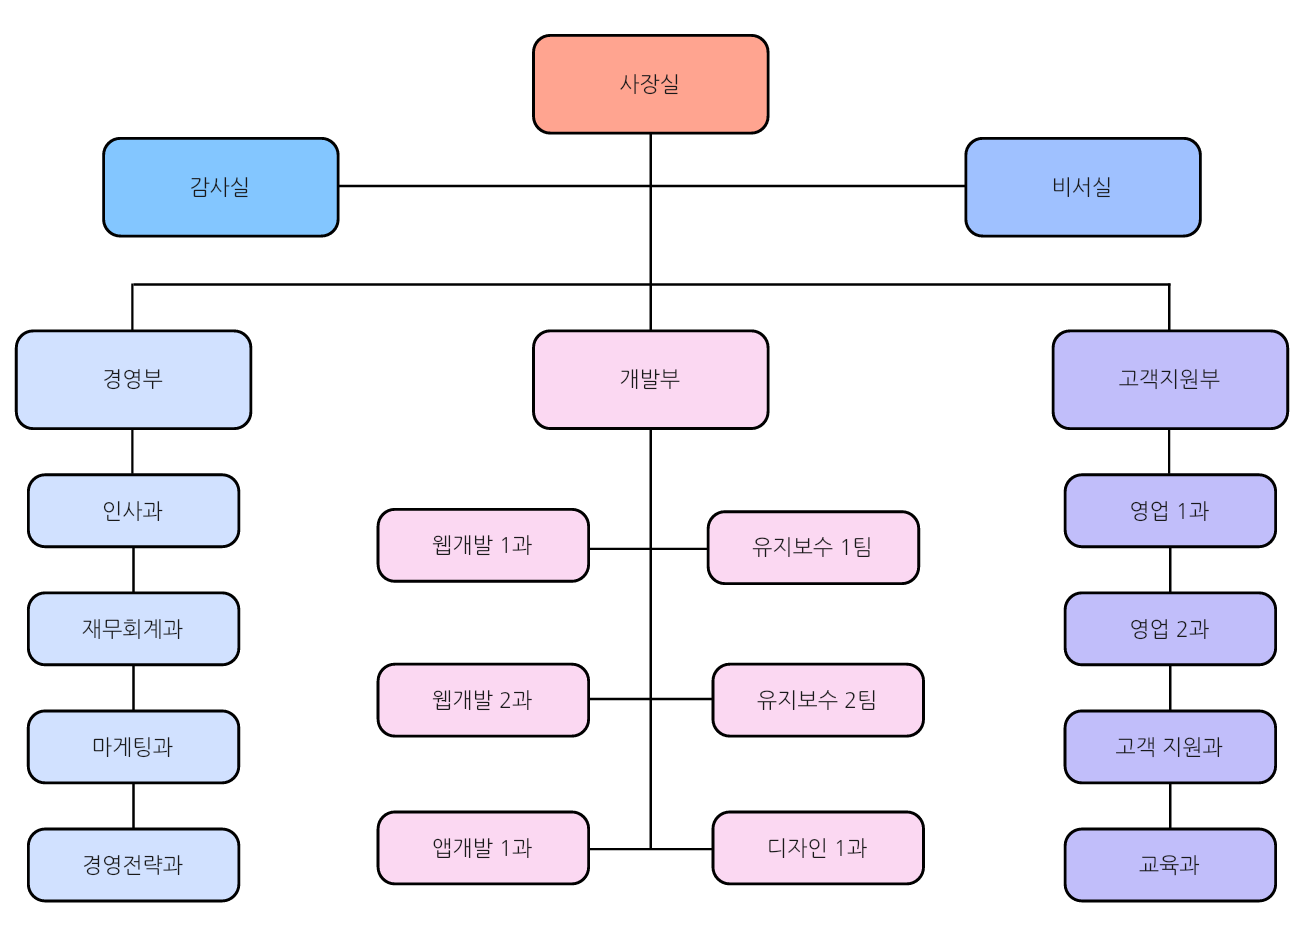 사장실
감사실
비서실
경영부
개발부
고객지원부
인사과
재무회계과
마게팅과
경영전략과
웹개발 1과
유지보수 1팀
웹개발 2과
유지보수 2팀
앱개발 1과
디자인 1과
영업 1과
영업 2과
고객 지원과
교육과